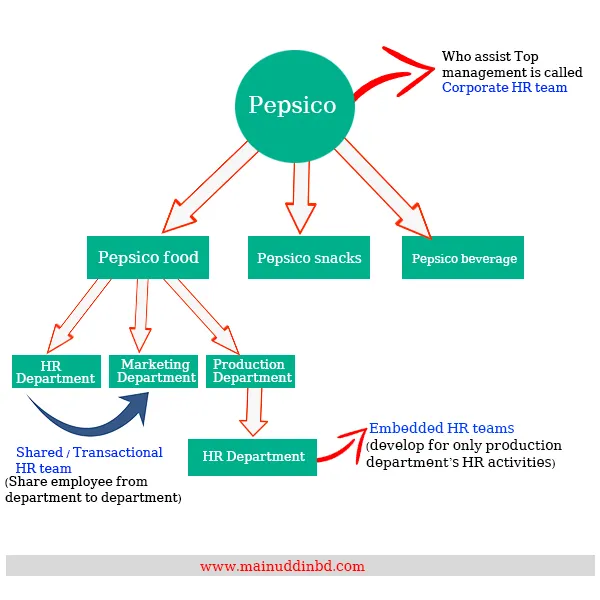 Pepsico
Who assist Top
management is called
Corporate HR team
Pepsico food
Pepsico snacks
Pepsico beverage
HR
Department
Marketing
Department
Production
Department
Shared / Transactional
HR team
(Share employee from
department to department)
HR Department
Embedded HR teams
(develop for only production
department's HR activities)
www.mainuddinbd.com